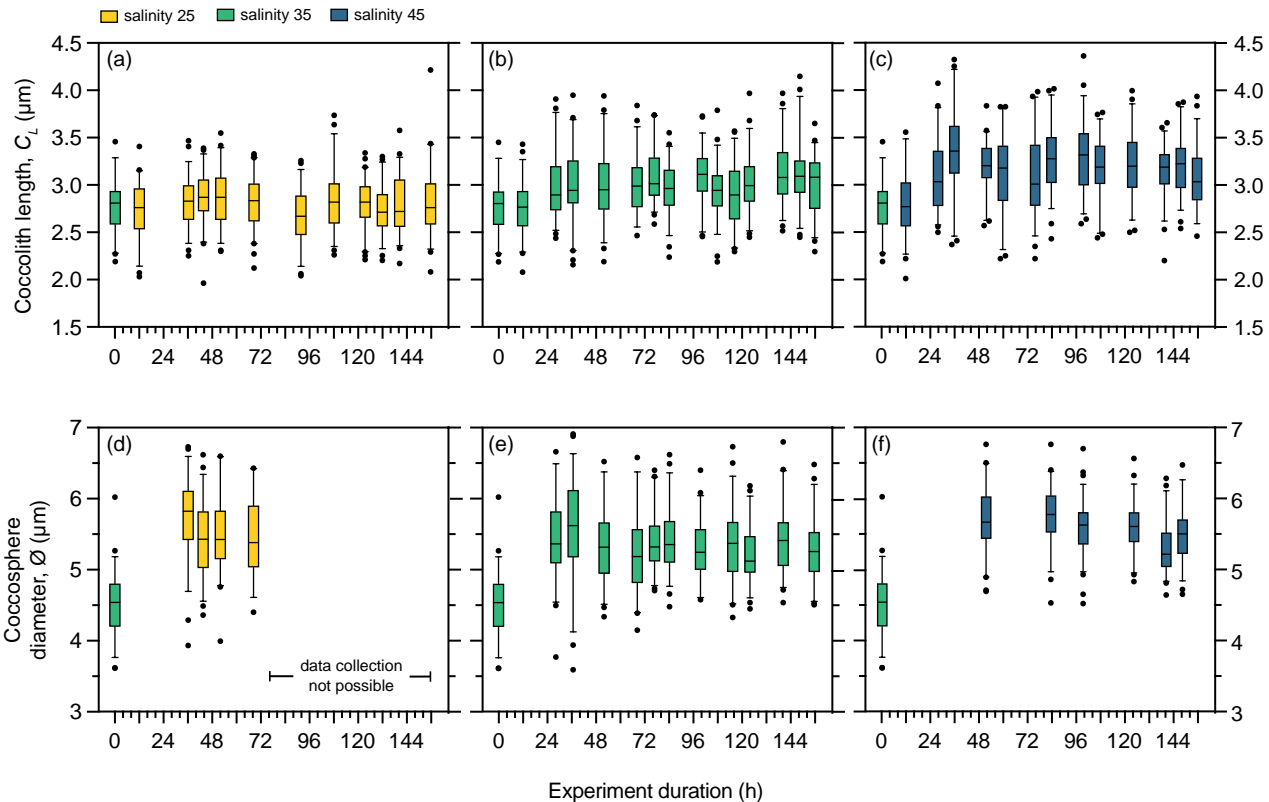 salinity 25 salinity 35 salinity 45
4.5 (a) (b) (c) 4.5
4.0 4.0
3.5 3.5
3.0 3.0
2.5 2.5
2.0 2.0
1.5 1.5
Coccolith length, C_L (µm)
0 24 48 72 96 120 144 0 24 48 72 96 120 144 0 24 48 72 96 120 144
7 (d) (e) (f) 7
6 6
5 5
4 4
3 3
Coccosphere
diameter, Ø (µm)
data collection
not possible
0 24 48 72 96 120 144 0 24 48 72 96 120 144 0 24 48 72 96 120 144
Experiment duration (h)